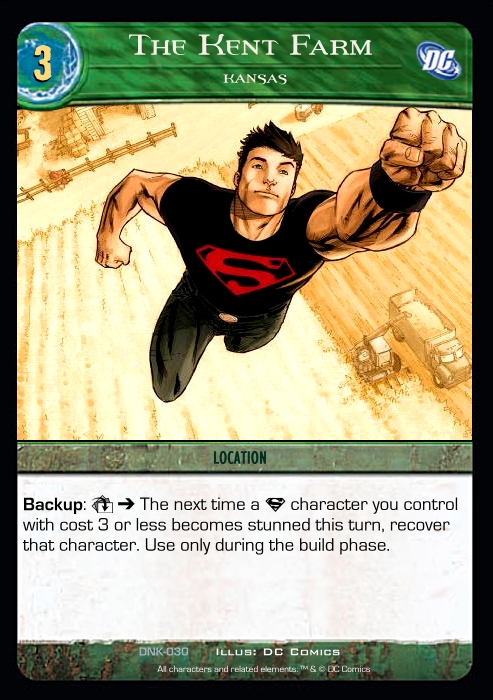 3
The Kent Farm
KANSAS
DC
S
LOCATION
Backup: ➔ The next time a character you control
with cost 3 or less becomes stunned this turn, recover
that character. Use only during the build phase.
DNK-030 Illus: DC Comics
All characters and related elements: ™ & © DC Comics